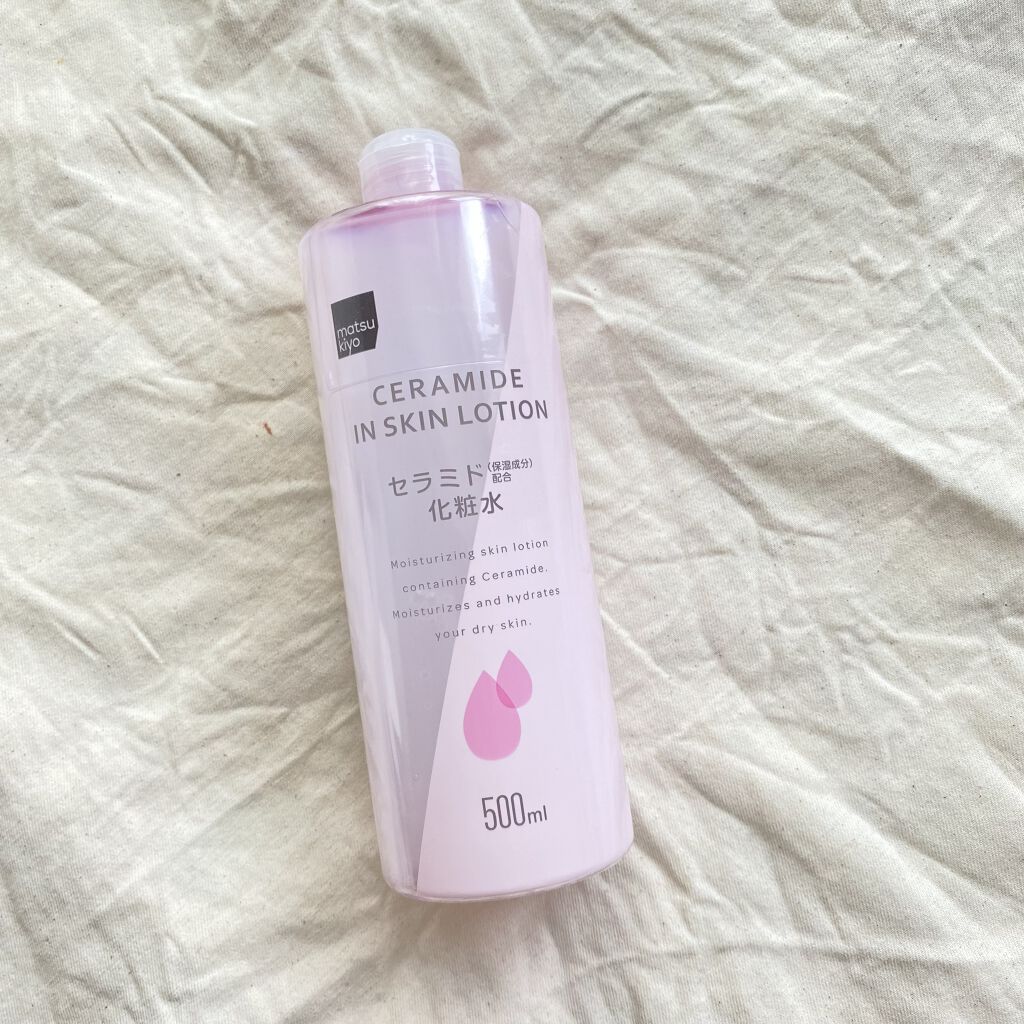 matsu
kiyo
CERAMIDE
IN SKIN LOTION
セラミド(保湿成分)
配合
化粧水
Moisturizing skin lotion
containing Ceramide.
Moisturizes and hydrates
your dry skin.
500ml